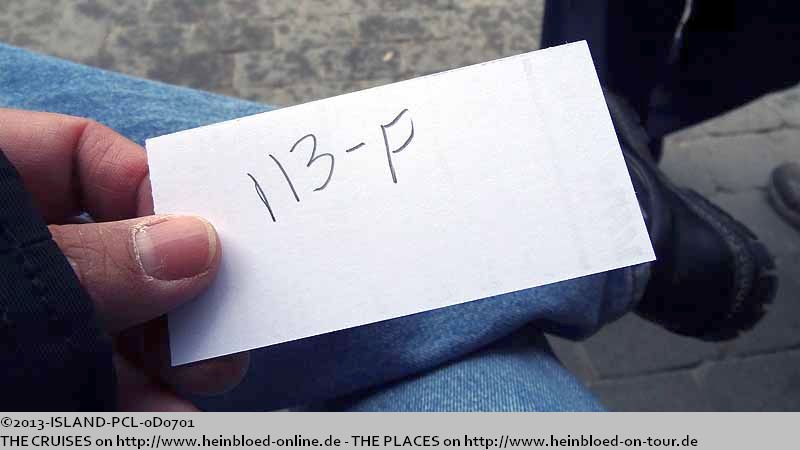 113-F
©2013-ISLAND-PCL-0D0701
THE CRUISES on http://www.heinbloed-online.de - THE PLACES on http://www.heinbloed-on-tour.de